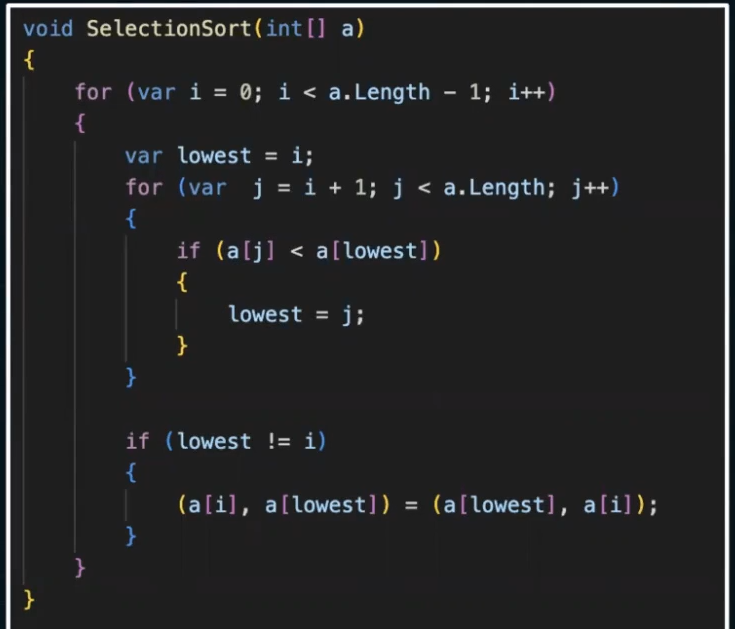 void SelectionSort(int[] a)
{
    for (var i = 0; i < a.Length - 1; i++)
    {
        var lowest = i;
        for (var  j = i + 1; j < a.Length; j++)
        {
            if (a[j] < a[lowest])
            {
                lowest = j;
            }
        }

        if (lowest != i)
        {
            (a[i], a[lowest]) = (a[lowest], a[i]);
        }
    }
}